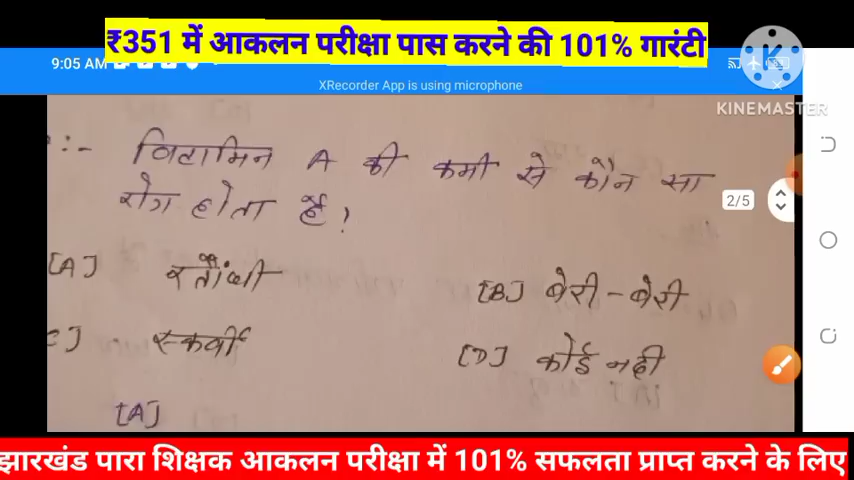 ₹351 में आकलन परीक्षा पास करने की 101% गारंटी
9:05 AM
XRecorder App is using microphone
KINEMASTER
:- विटामिन A की कमी से कौन सा
रोग होता है?
2/5
[A] रतौंधी
[B] बेरी-बेरी
C] स्कर्वी
[D] कोई नही
[A]
झारखंड पारा शिक्षक आकलन परीक्षा में 101% सफलता प्राप्त करने के लिए